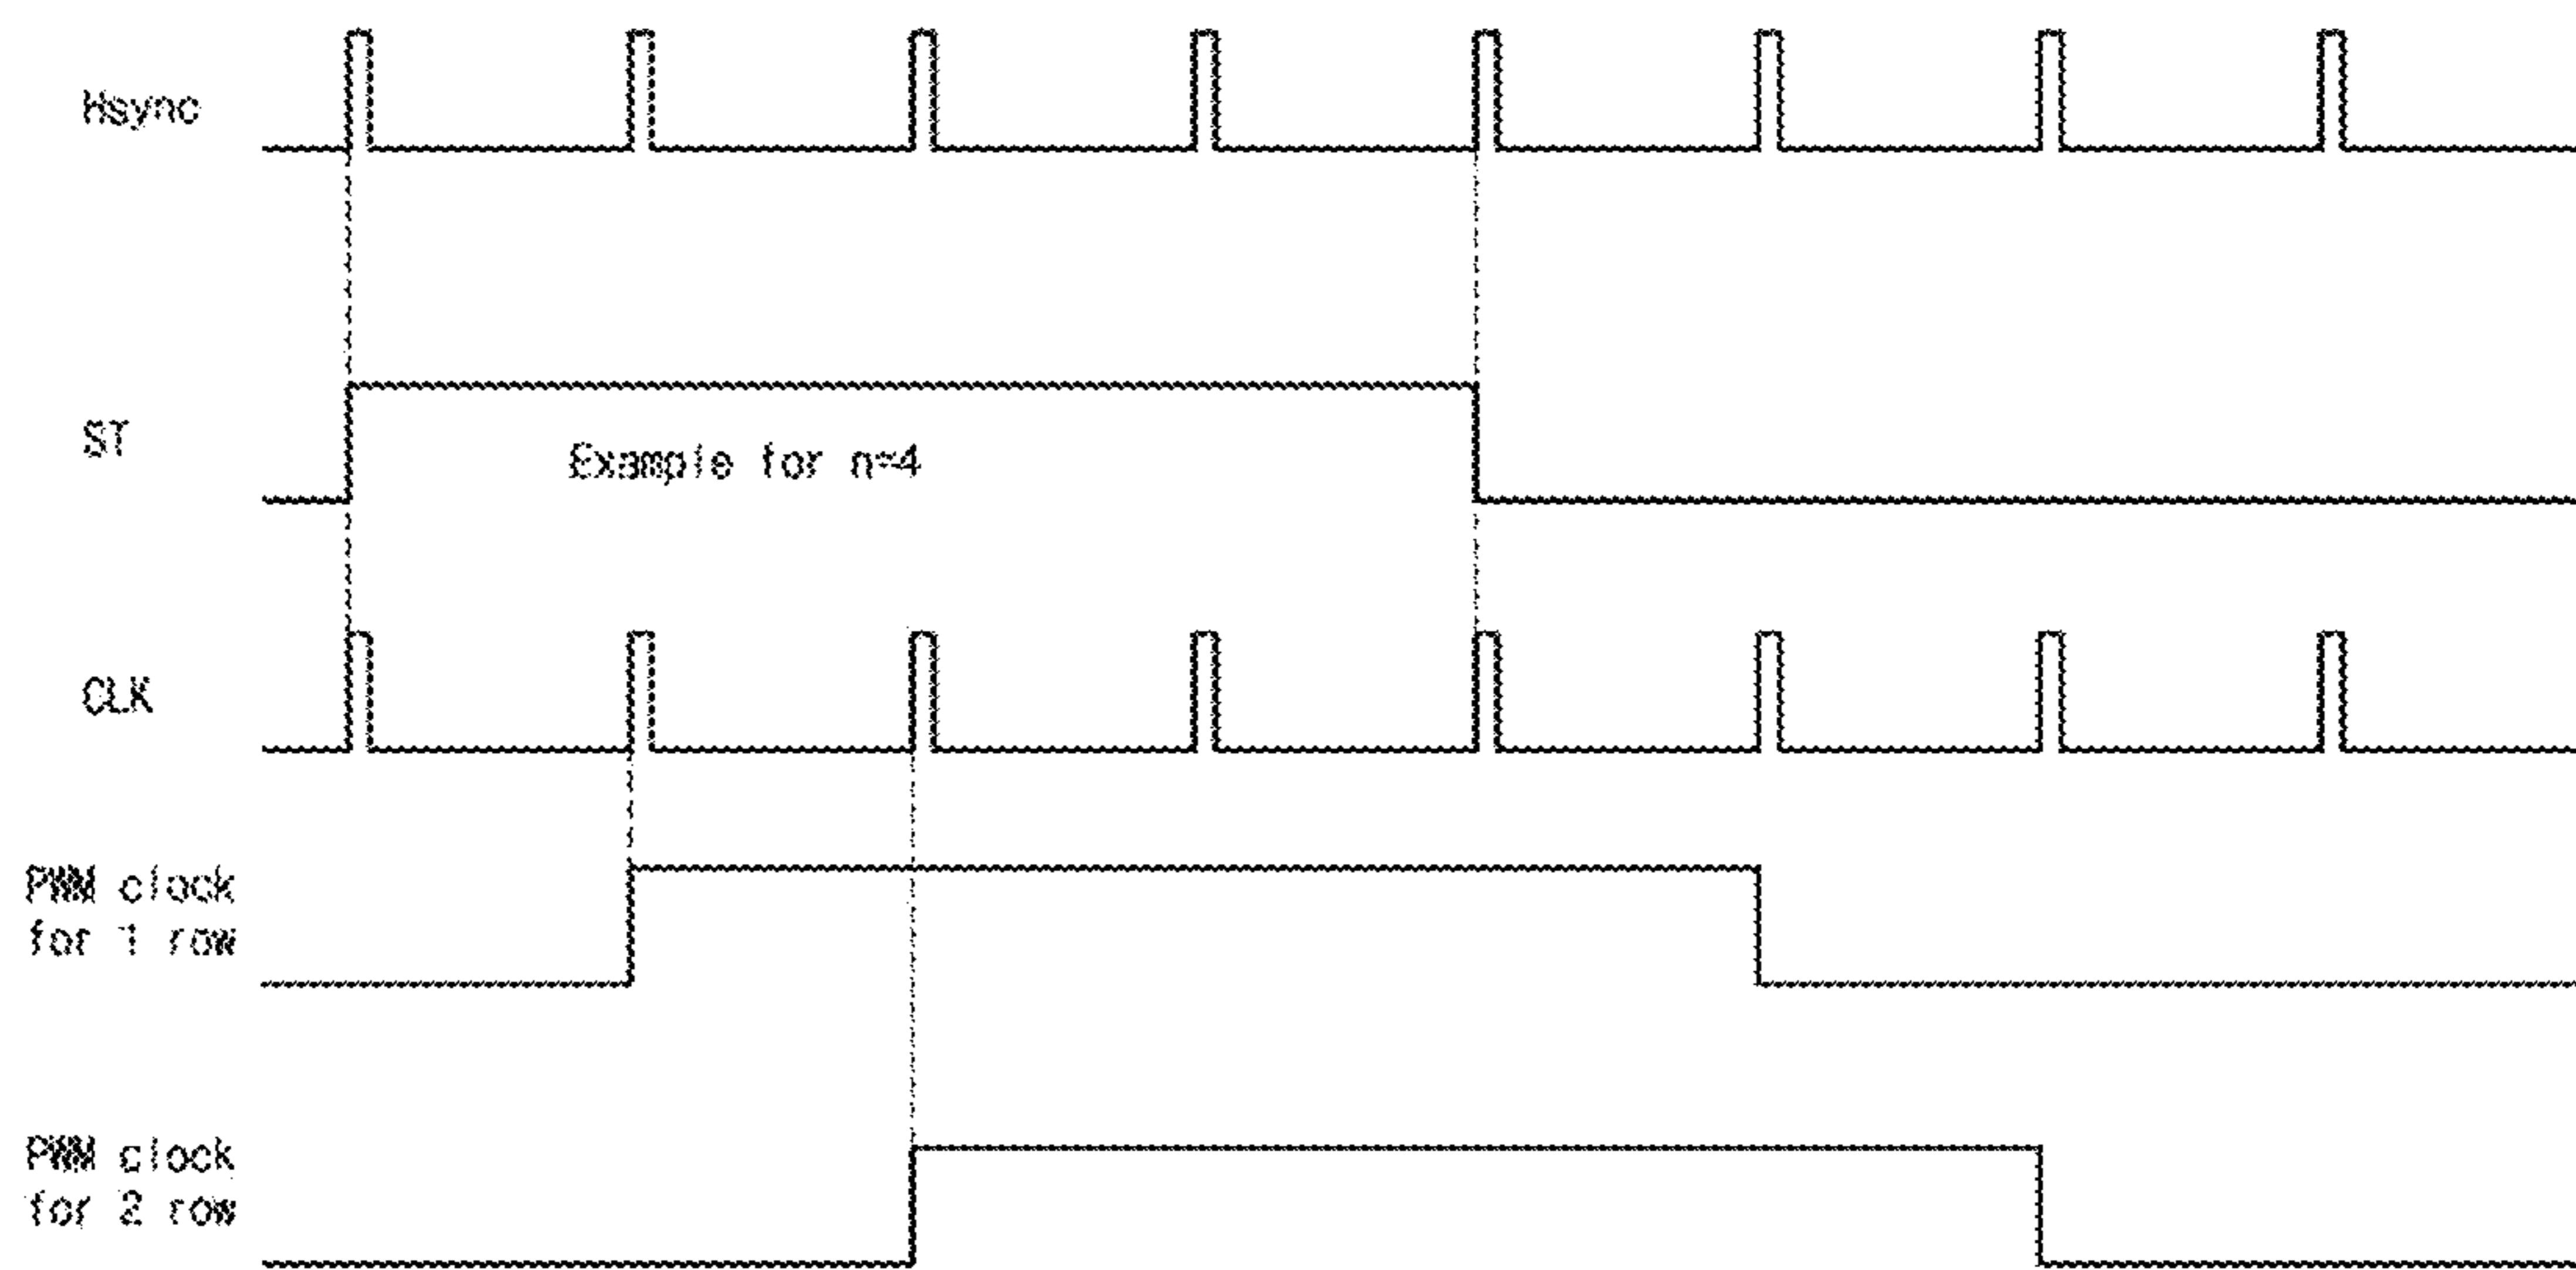 Hsync
ST
Example for n=4
CLK
PWM clock
for 1 row
PWM clock
for 2 row